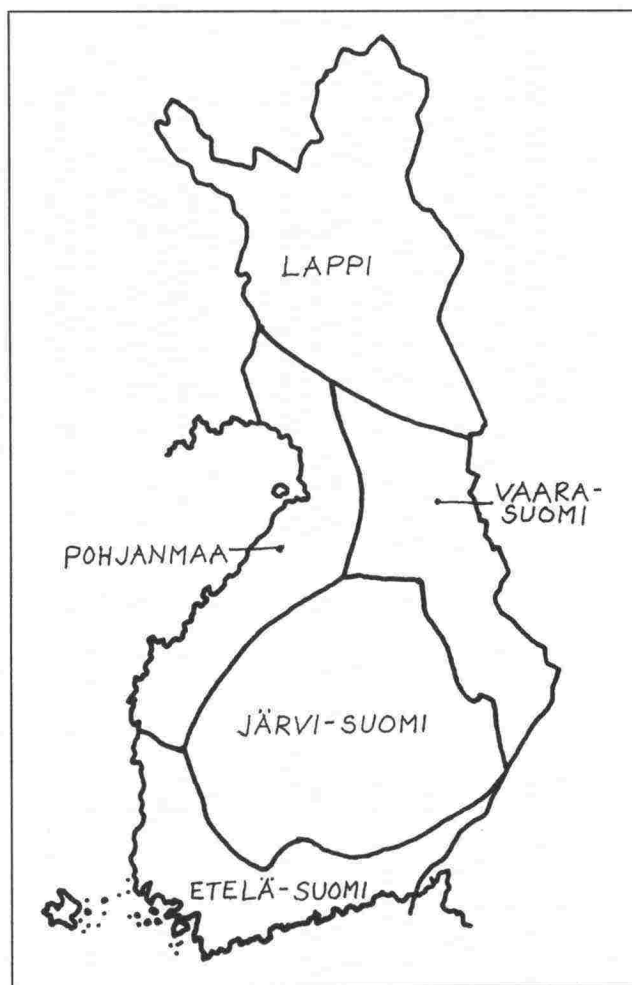 LAPPI
VAARA-
SUOMI
POHJANMAA
JÄRVI-SUOMI
ETELÄ-SUOMI